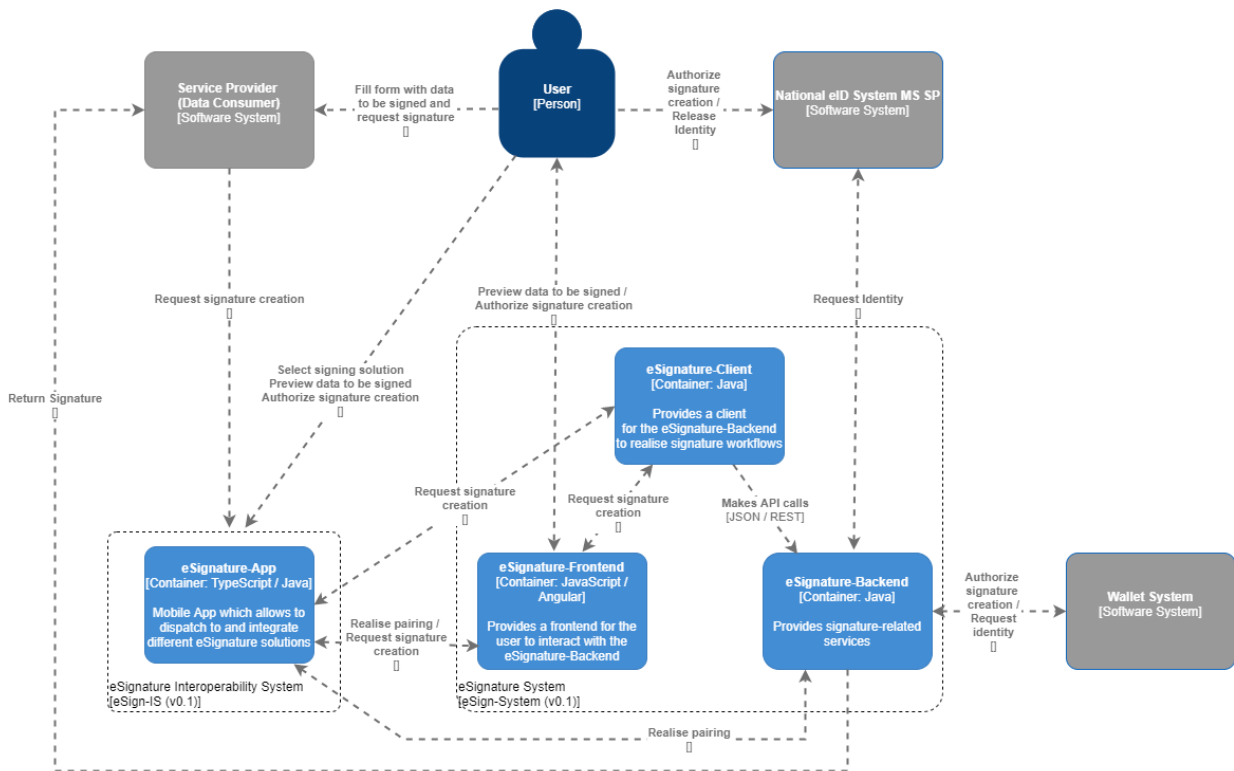 Service Provider
(Data Consumer)
[Software System]
Fill form with data
to be signed and
request signature
[]
User
[Person]
Authorize
signature
creation /
Release
Identity
[]
National eID System MS SP
[Software System]
Request signature creation
[]
Preview data to be signed /
Authorize signature creation
[]
Request Identity
[]
Return Signature
[]
Select signing solution
Preview data to be signed
Authorize signature creation
[]
eSignature-Client
[Container: Java]
Provides a client
for the eSignature-Backend
to realise signature workflows
Request signature
creation
[]
Request signature
creation
[]
Makes API calls
[JSON / REST]
eSignature-App
[Container: TypeScript / Java]
Mobile App which allows to
dispatch to and integrate
different eSignature solutions
Realise pairing /
Request signature
creation
[]
eSignature-Frontend
[Container: JavaScript /
Angular]
Provides a frontend for the
user to interact with the
eSignature-Backend
eSignature-Backend
[Container: Java]
Provides signature-related
services
Authorize
signature
creation /
Request
identity
[]
Wallet System
[Software System]
eSignature Interoperability System
[eSign-IS (v0.1)]
eSignature System
[eSign-System (v0.1)]
Realise pairing
[]